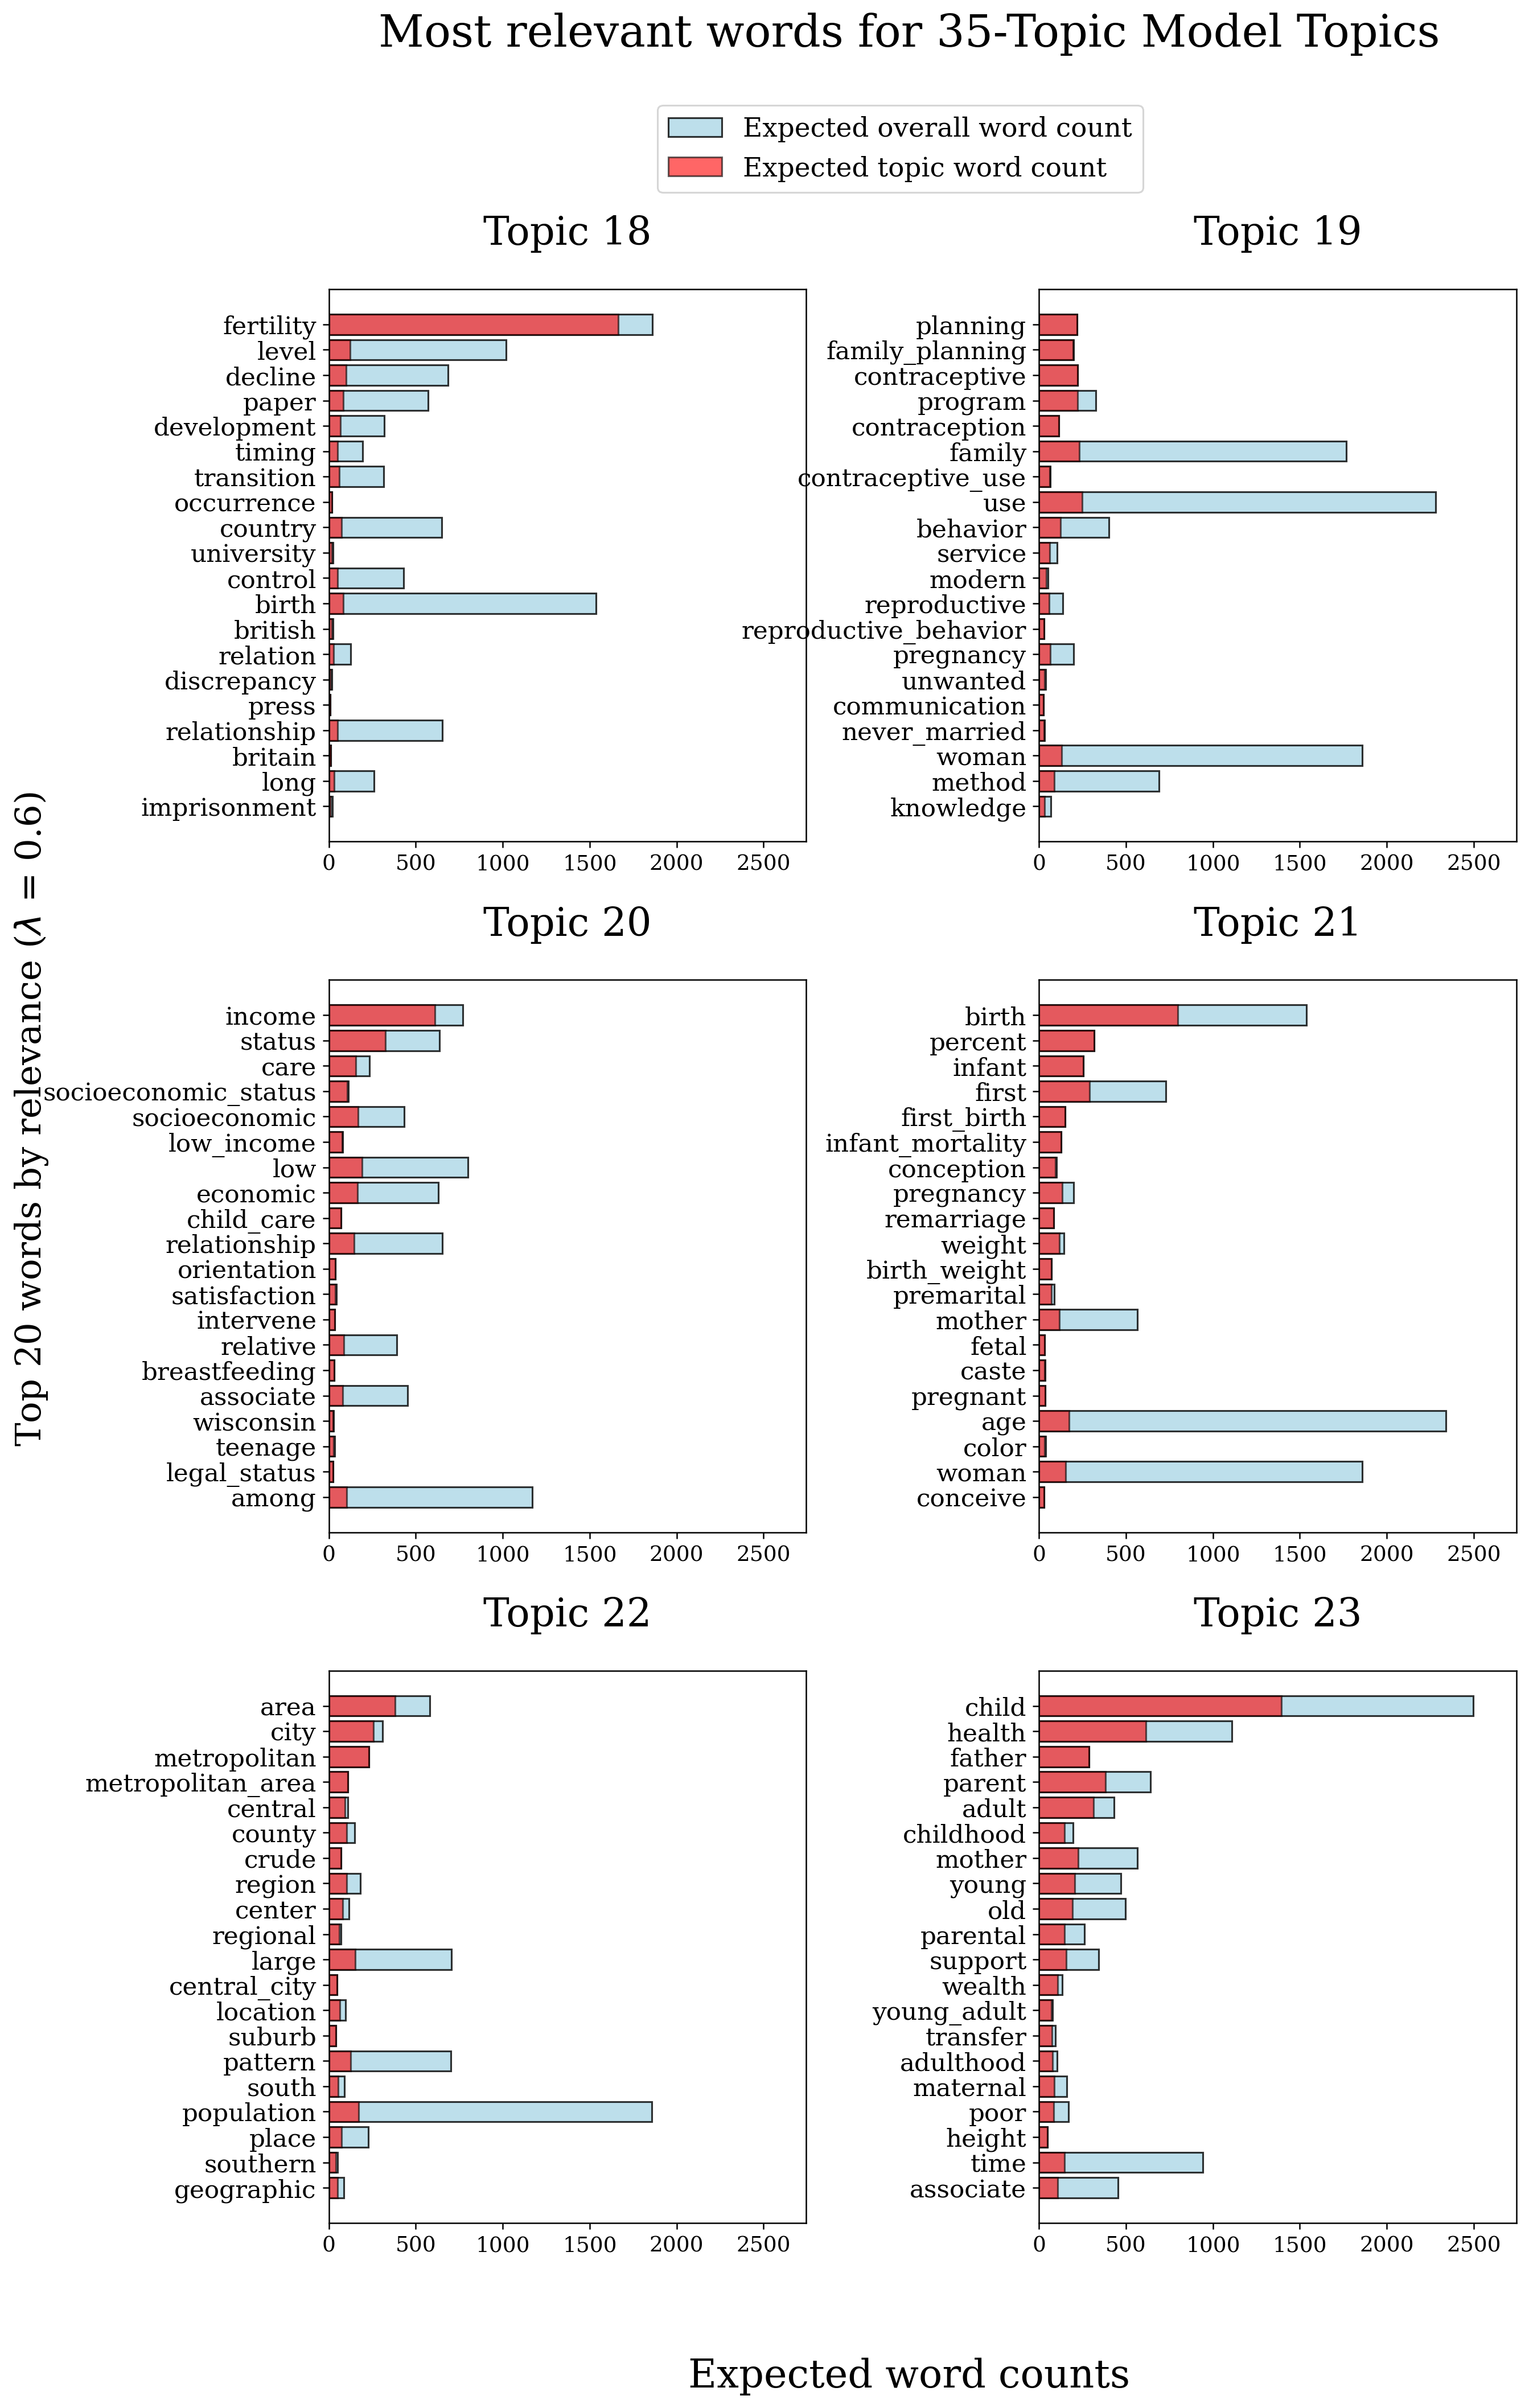 Most relevant words for 35-Topic Model Topics
Expected overall word count
Expected topic word count
Top 20 words by relevance (λ = 0.6)
Topic 18
fertility
level
decline
paper
development
timing
transition
occurrence
country
university
control
birth
british
relation
discrepancy
press
relationship
britain
long
imprisonment
0 500 1000 1500 2000 2500
Topic 19
planning
family_planning
contraceptive
program
contraception
family
contraceptive_use
use
behavior
service
modern
reproductive
reproductive_behavior
pregnancy
unwanted
communication
never_married
woman
method
knowledge
0 500 1000 1500 2000 2500
Topic 20
income
status
care
socioeconomic_status
socioeconomic
low_income
low
economic
child_care
relationship
orientation
satisfaction
intervene
relative
breastfeeding
associate
wisconsin
teenage
legal_status
among
0 500 1000 1500 2000 2500
Topic 21
birth
percent
infant
first
first_birth
infant_mortality
conception
pregnancy
remarriage
weight
birth_weight
premarital
mother
fetal
caste
pregnant
age
color
woman
conceive
0 500 1000 1500 2000 2500
Topic 22
area
city
metropolitan
metropolitan_area
central
county
crude
region
center
regional
large
central_city
location
suburb
pattern
south
population
place
southern
geographic
0 500 1000 1500 2000 2500
Topic 23
child
health
father
parent
adult
childhood
mother
young
old
parental
support
wealth
young_adult
transfer
adulthood
maternal
poor
height
time
associate
0 500 1000 1500 2000 2500
Expected word counts